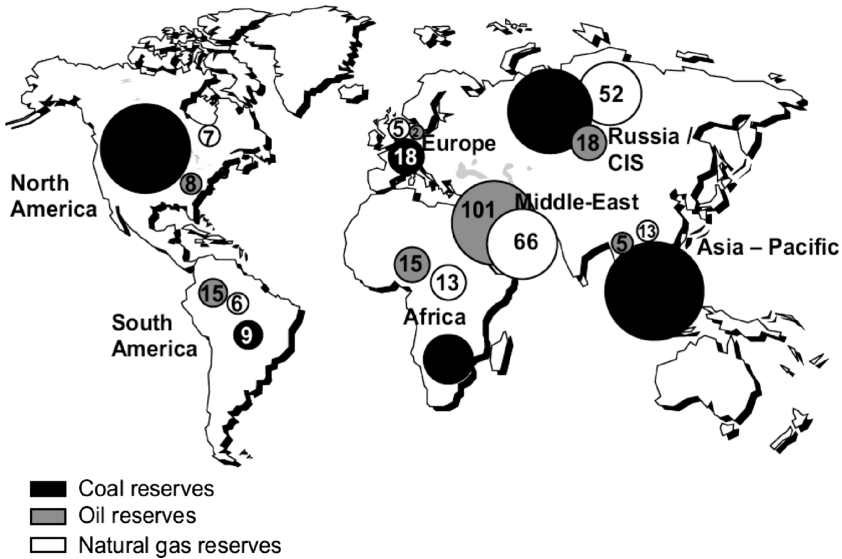 52
7
5
2
Europe
18
18
Russia /
CIS
North
America
8
101
Middle-East
66
13
5
Asia – Pacific
15
13
Africa
15
6
South
America
9
Coal reserves
Oil reserves
Natural gas reserves